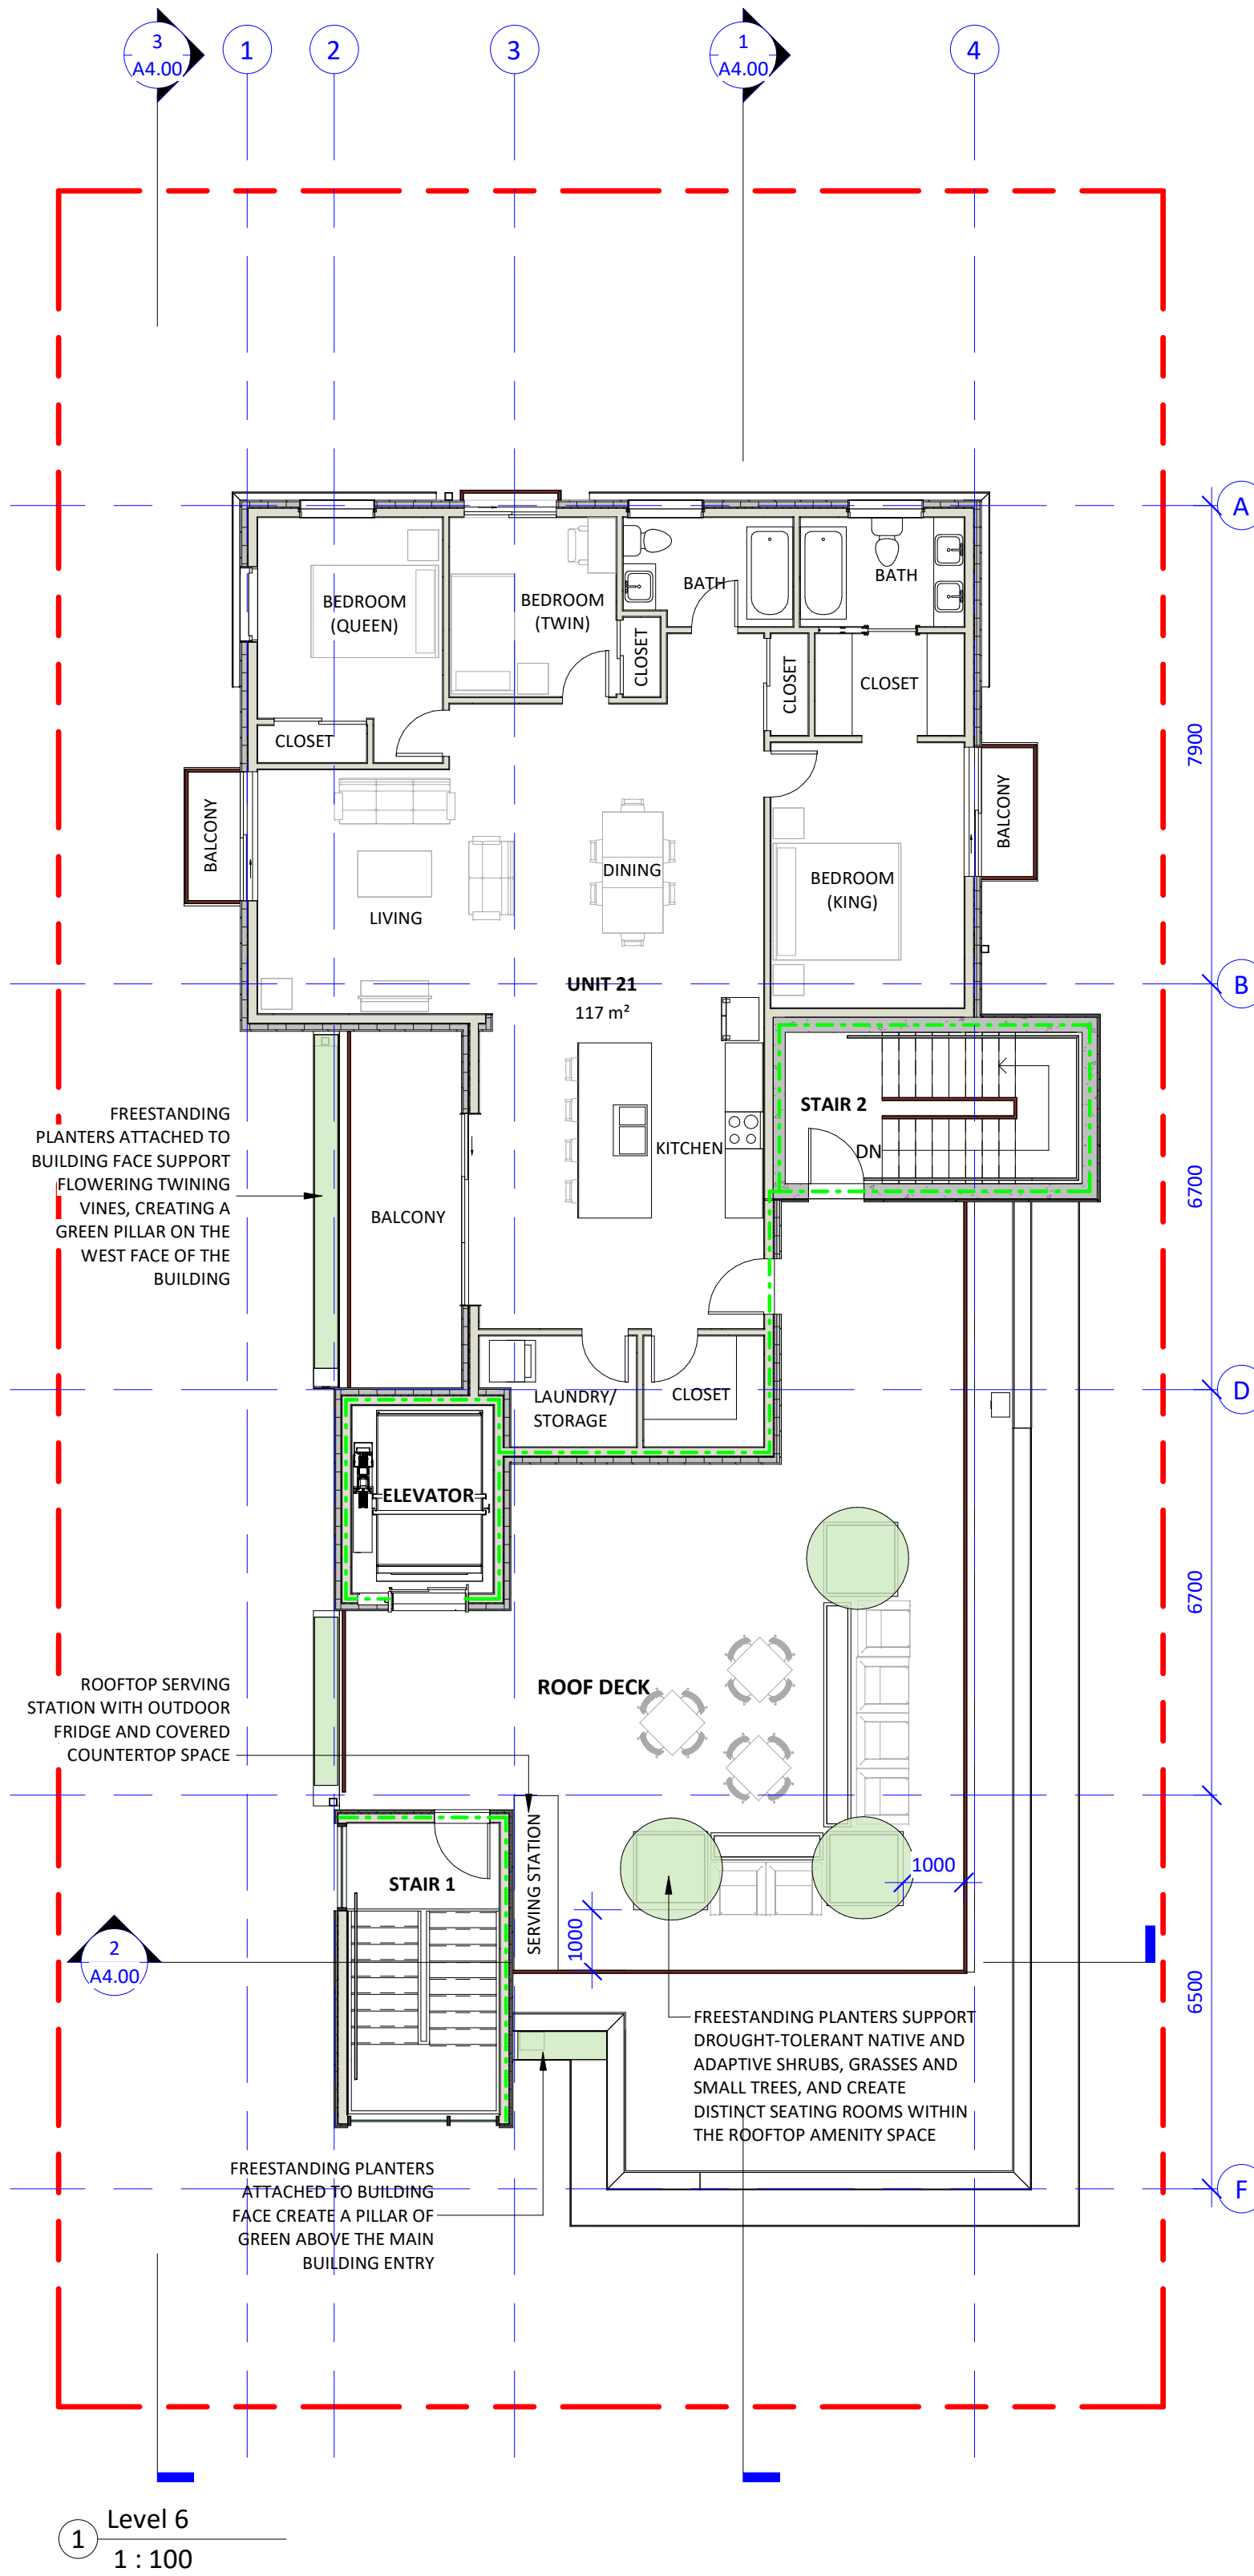 3
A4.00
1
2
3
1
A4.00
4
A
BEDROOM
(QUEEN)
BEDROOM
(TWIN)
BATH
BATH
CLOSET
CLOSET
CLOSET
CLOSET
7900
BALCONY
BALCONY
LIVING
DINING
BEDROOM
(KING)
UNIT 21
117 m²
B
FREESTANDING
PLANTERS ATTACHED TO
BUILDING FACE SUPPORT
FLOWERING TWINING
VINES, CREATING A
GREEN PILLAR ON THE
WEST FACE OF THE
BUILDING
STAIR 2
DN
KITCHEN
BALCONY
6700
LAUNDRY/
STORAGE
CLOSET
D
ELEVATOR
6700
ROOF DECK
ROOFTOP SERVING
STATION WITH OUTDOOR
FRIDGE AND COVERED
COUNTERTOP SPACE
STAIR 1
SERVING STATION
1000
1000
2
A4.00
6500
FREESTANDING PLANTERS SUPPORT
DROUGHT-TOLERANT NATIVE AND
ADAPTIVE SHRUBS, GRASSES AND
SMALL TREES, AND CREATE
DISTINCT SEATING ROOMS WITHIN
THE ROOFTOP AMENITY SPACE
FREESTANDING PLANTERS
ATTACHED TO BUILDING
FACE CREATE A PILLAR OF
GREEN ABOVE THE MAIN
BUILDING ENTRY
F
1
Level 6
1 : 100